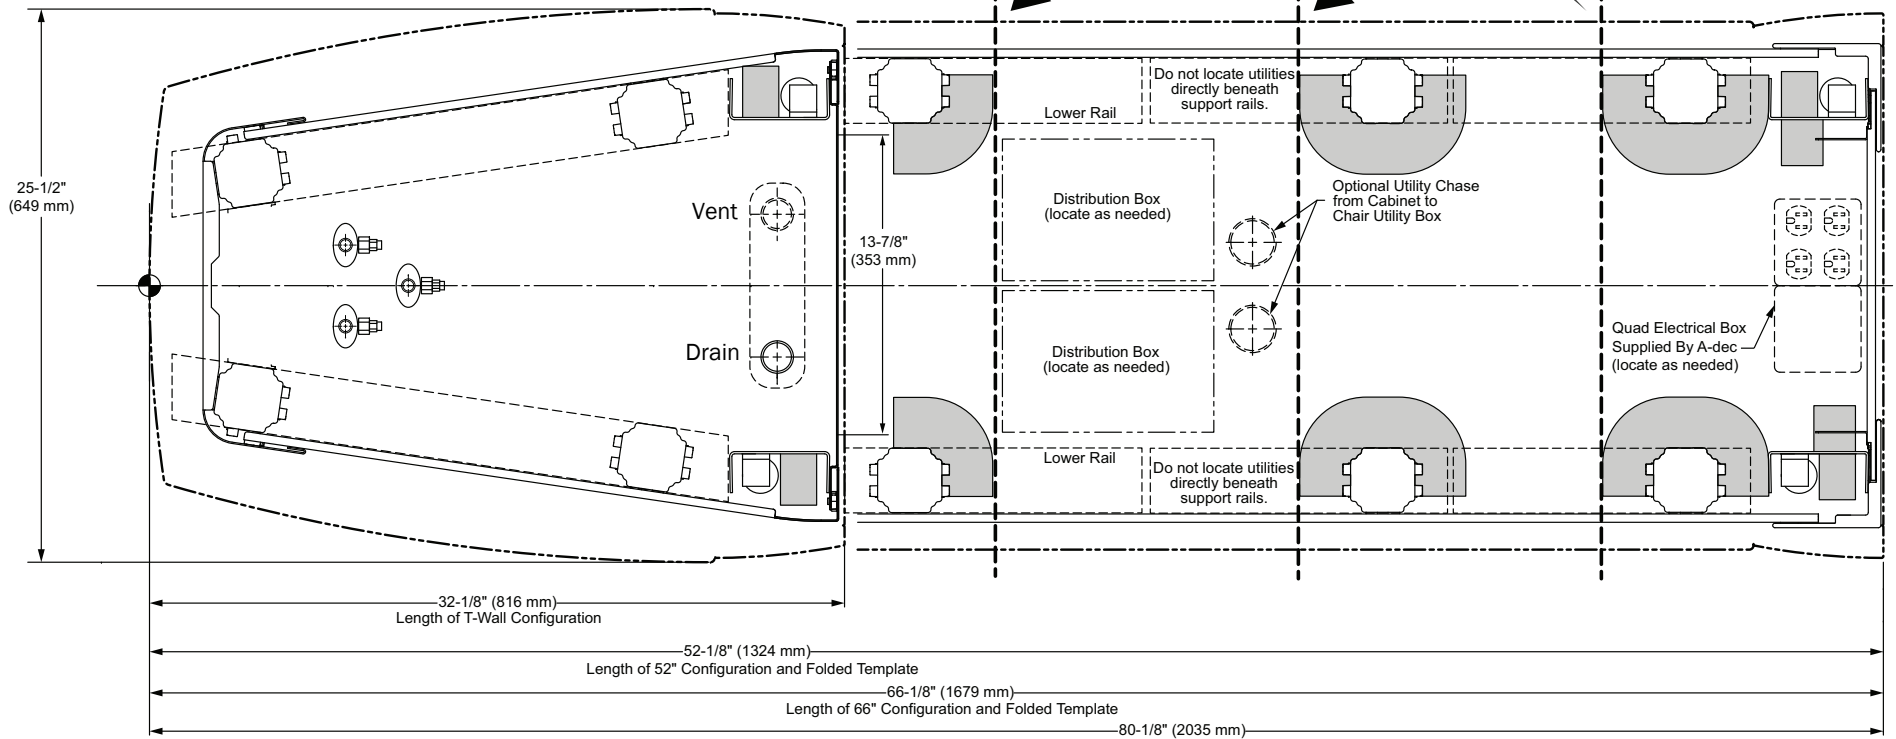 Do not locate utilities
directly beneath
support rails.
Lower Rail
25-1/2"
(649 mm)
Vent
Distribution Box
(locate as needed)
Optional Utility Chase
from Cabinet to
Chair Utility Box
13-7/8"
(353 mm)
Drain
Distribution Box
(locate as needed)
Quad Electrical Box
Supplied By A-dec
(locate as needed)
Lower Rail
Do not locate utilities
directly beneath
support rails.
32-1/8" (816 mm)
Length of T-Wall Configuration
52-1/8" (1324 mm)
Length of 52" Configuration and Folded Template
66-1/8" (1679 mm)
Length of 66" Configuration and Folded Template
80-1/8" (2035 mm)